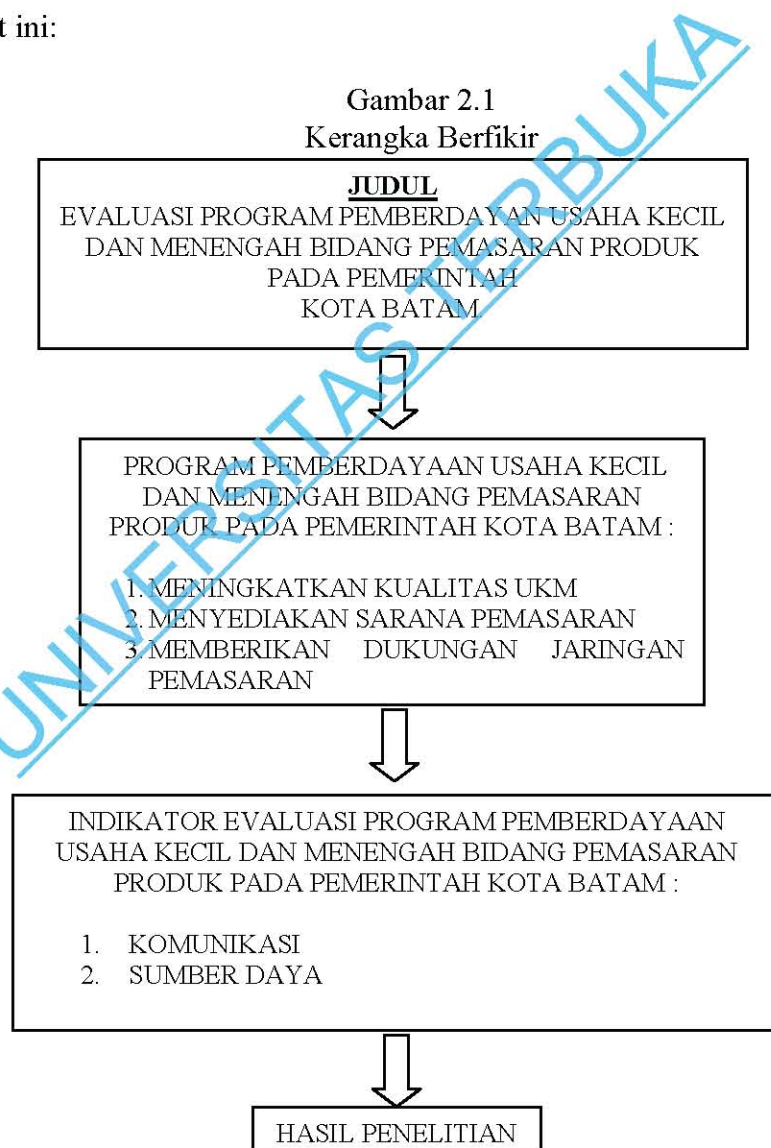 t ini:
Gambar 2.1
Kerangka Berfikir
JUDUL
EVALUASI PROGRAM PEMBERDAYAN USAHA KECIL
DAN MENENGAH BIDANG PEMASARAN PRODUK
PADA PEMERINTAH
KOTA BATAM.
PROGRAM PEMBERDAYAAN USAHA KECIL
DAN MENENGAH BIDANG PEMASARAN
PRODUK PADA PEMERINTAH KOTA BATAM :
1. MENINGKATKAN KUALITAS UKM
2. MENYEDIAKAN SARANA PEMASARAN
3. MEMBERIKAN DUKUNGAN JARINGAN
PEMASARAN
INDIKATOR EVALUASI PROGRAM PEMBERDAYAAN
USAHA KECIL DAN MENENGAH BIDANG PEMASARAN
PRODUK PADA PEMERINTAH KOTA BATAM :
1. KOMUNIKASI
2. SUMBER DAYA
HASIL PENELITIAN
UNIVERSITAS TERBUKA